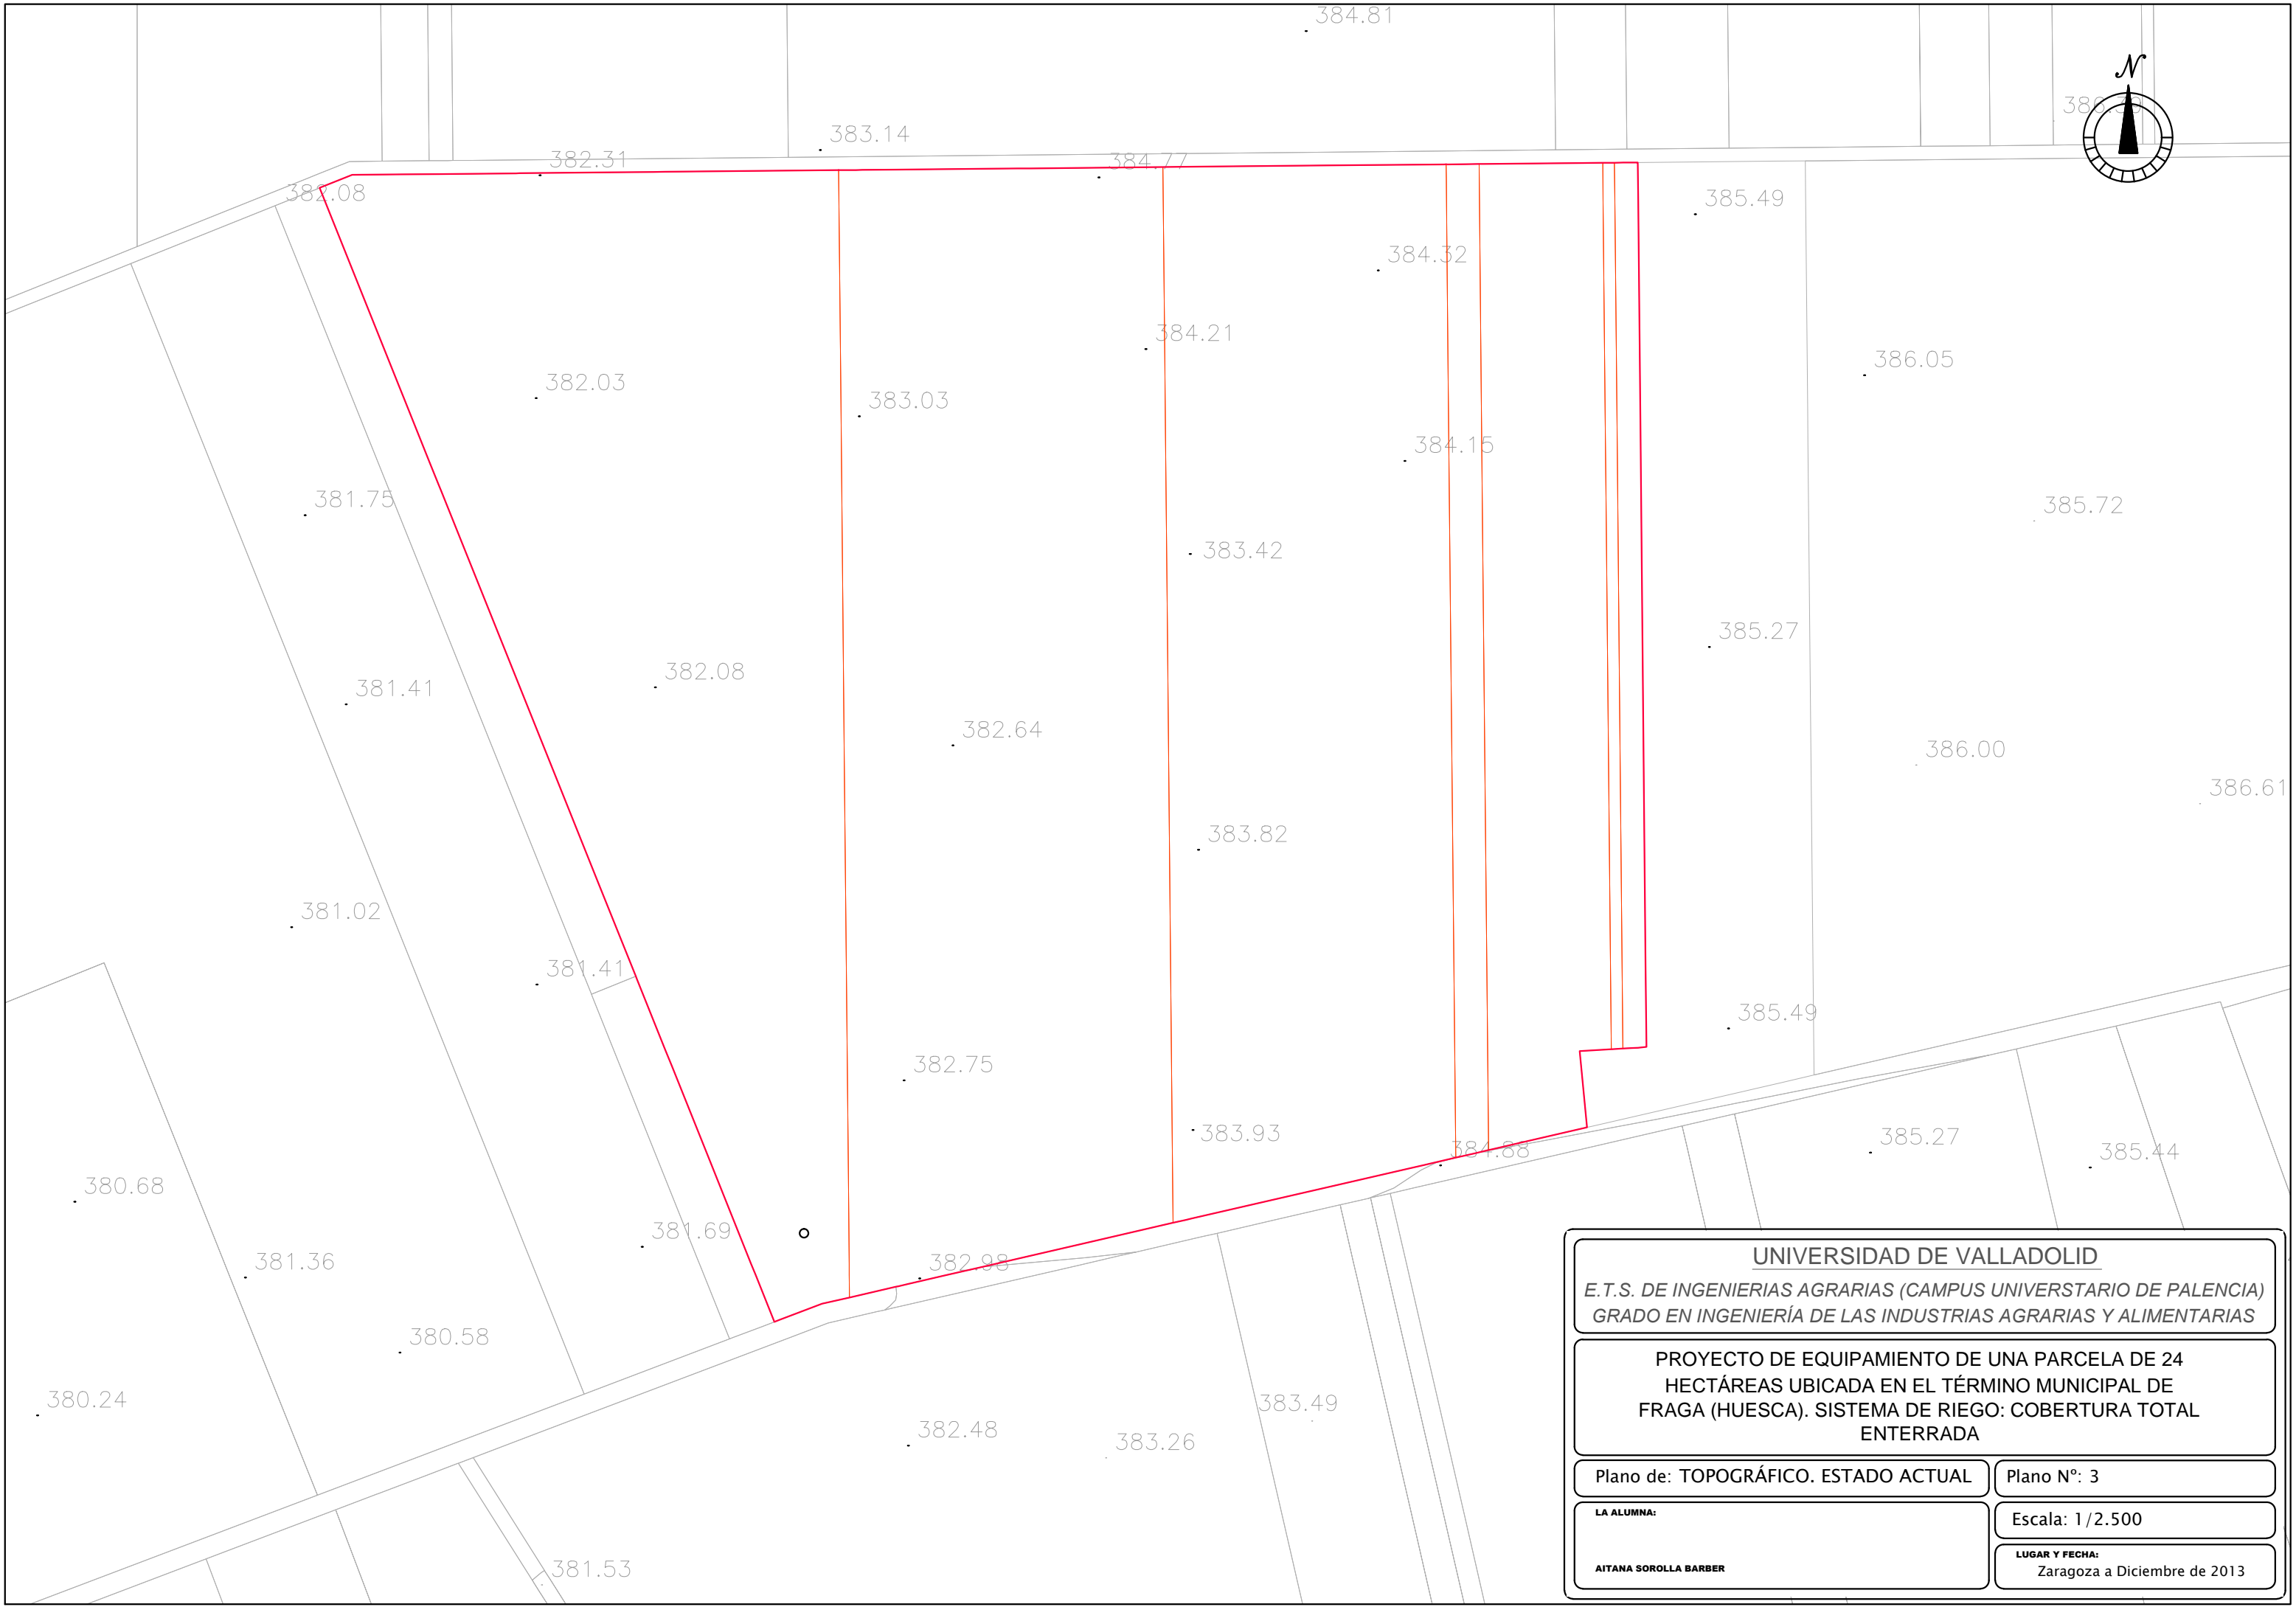 384.81
N
386.30
383.14
382.31
384.77
382.08
385.49
384.32
384.21
386.05
382.03
383.03
384.15
381.75
385.72
383.42
385.27
382.08
381.41
382.64
386.00
386.61
383.82
381.02
381.41
385.49
382.75
383.93
385.27
384.88
385.44
380.68
381.69
381.36
382.98
380.58
380.24
383.49
382.48
383.26
381.53
UNIVERSIDAD DE VALLADOLID
E.T.S. DE INGENIERIAS AGRARIAS (CAMPUS UNIVERSTARIO DE PALENCIA)
GRADO EN INGENIERÍA DE LAS INDUSTRIAS AGRARIAS Y ALIMENTARIAS
PROYECTO DE EQUIPAMIENTO DE UNA PARCELA DE 24
HECTÁREAS UBICADA EN EL TÉRMINO MUNICIPAL DE
FRAGA (HUESCA). SISTEMA DE RIEGO: COBERTURA TOTAL
ENTERRADA
Plano de: TOPOGRÁFICO. ESTADO ACTUAL
Plano Nº: 3
LA ALUMNA:
AITANA SOROLLA BARBER
Escala: 1/2.500
LUGAR Y FECHA:
Zaragoza a Diciembre de 2013